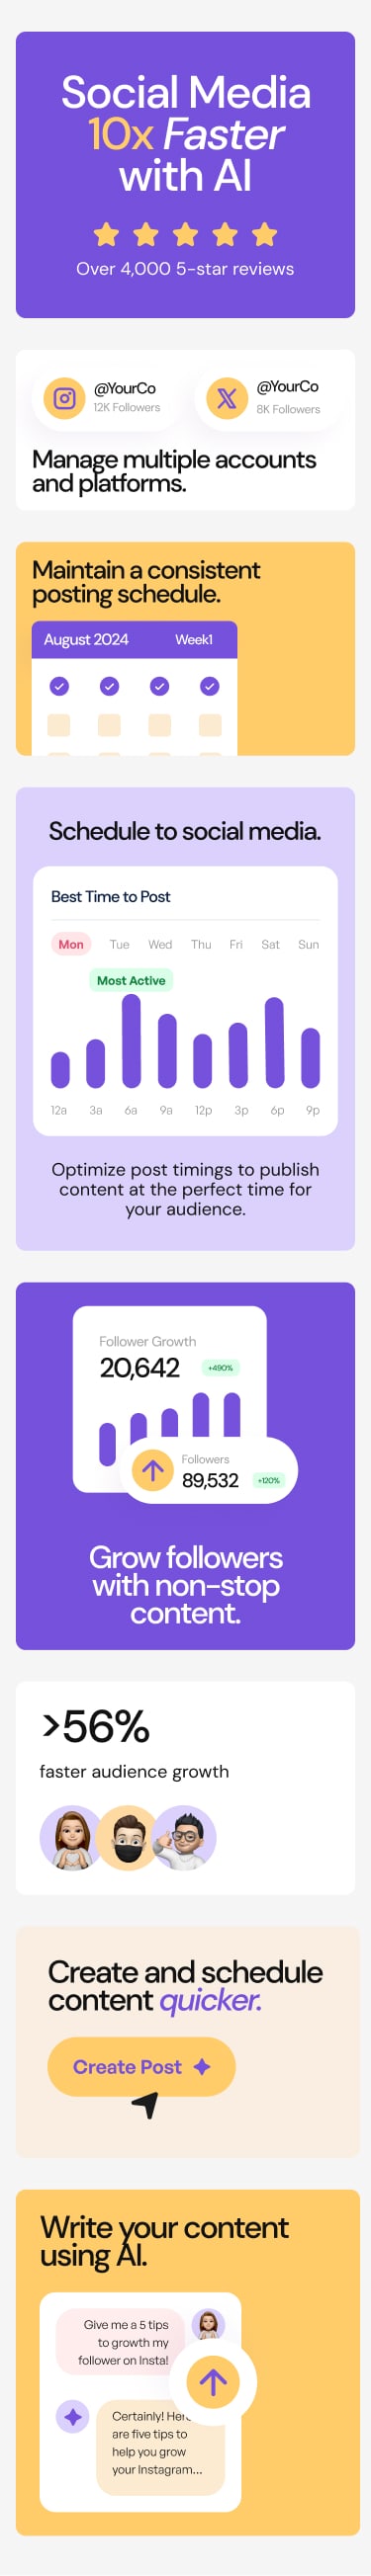 Social Media
10x Faster
with AI
Over 4,000 5-star reviews
@YourCo
12K Followers
@YourCo
8K Followers
Manage multiple accounts
and platforms.
Maintain a consistent
posting schedule.
August 2024 Week1
Schedule to social media.
Best Time to Post
Mon Tue Wed Thu Fri Sat Sun
Most Active
12a 3a 6a 9a 12p 3p 6p 9p
Optimize post timings to publish
content at the perfect time for
your audience.
Follower Growth
20,642 +490%
Followers
89,532 +120%
Grow followers
with non-stop
content.
>56%
faster audience growth
Create and schedule
content quicker.
Create Post
Write your content
using AI.
Give me a 5 tips
to growth my
follower on Insta!
Certainly! Here
are five tips to
help you grow
your Instagram...